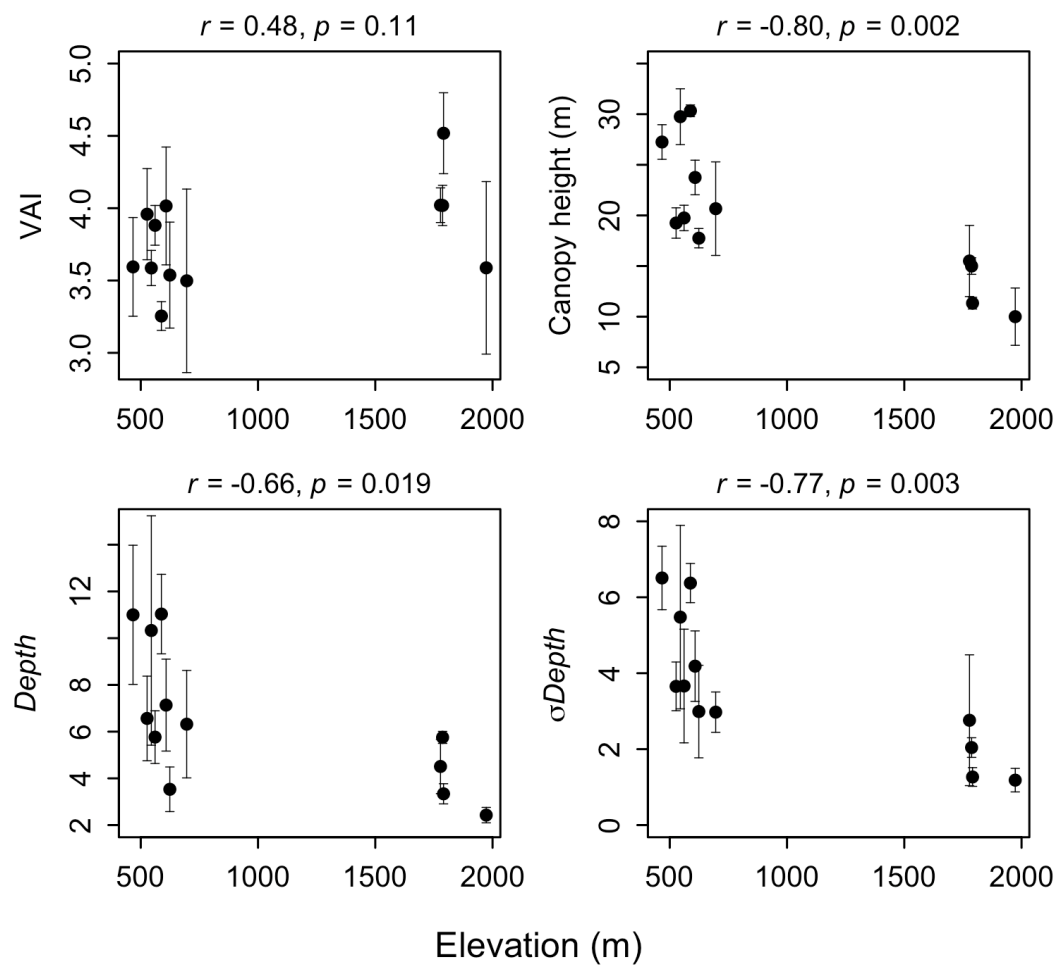 r = 0.48, p = 0.11
VAI
5.0
4.5
4.0
3.5
3.0
500 1000 1500 2000
r = -0.80, p = 0.002
Canopy height (m)
30
20
10
5
500 1000 1500 2000
r = -0.66, p = 0.019
Depth
12
8
6
4
2
500 1000 1500 2000
r = -0.77, p = 0.003
σDepth
8
6
4
2
0
500 1000 1500 2000
Elevation (m)